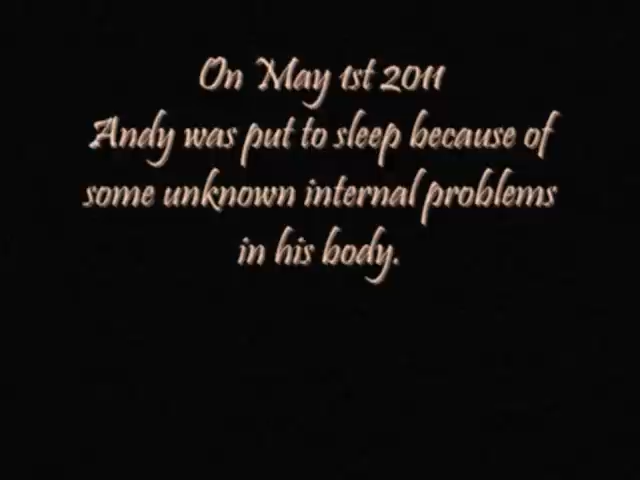 On May 1st 2011
Andy was put to sleep because of
some unknown internal problems
in his body.